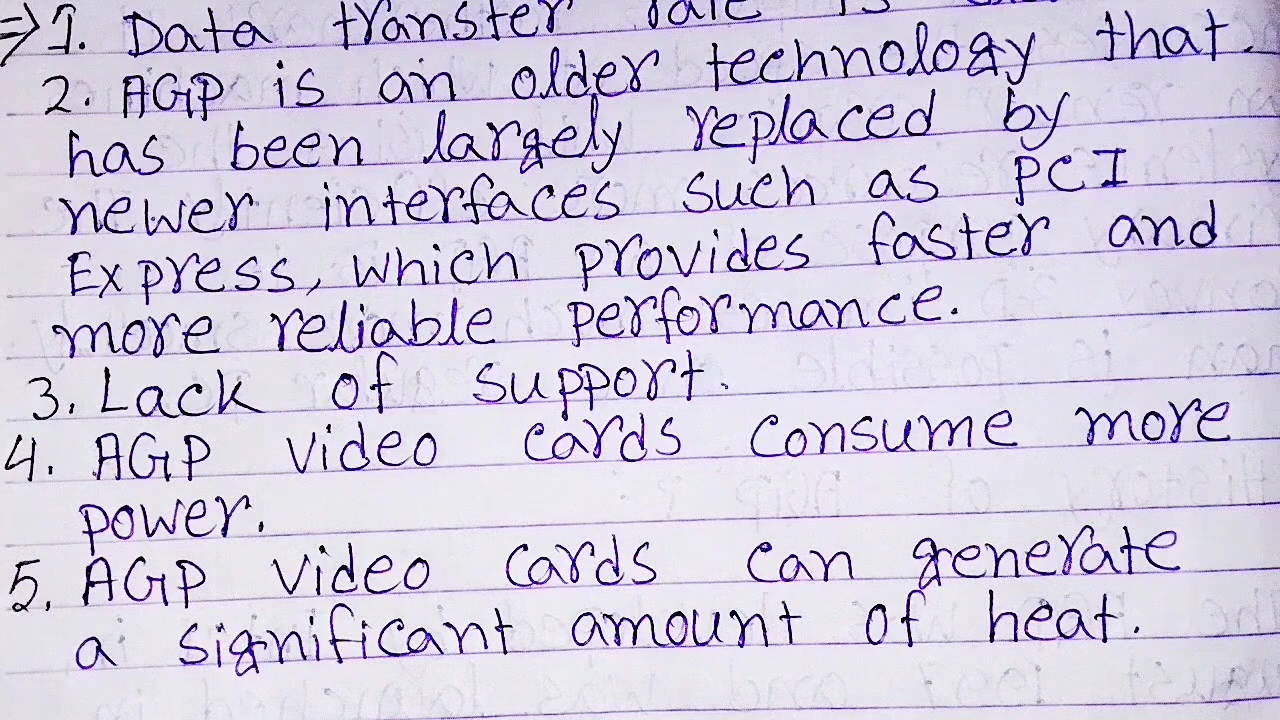 ⇒ 1. Data transfer rate is
2. AGP is an older technology that
has been largely replaced by
newer interfaces such as PCI
Express, which provides faster and
more reliable performance.
3. Lack of support.
4. AGP video cards consume more
power.
5. AGP video cards can generate
a significant amount of heat.